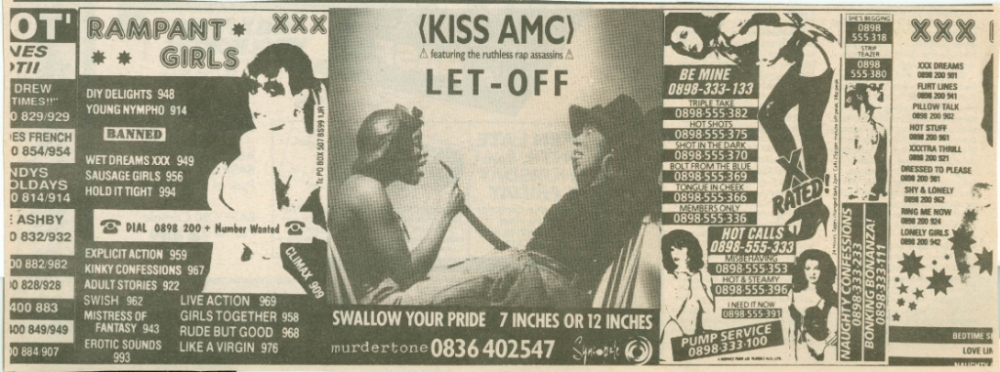 OT'
NES
OTII
DREW
TIMES!!"
0 829/929
DES FRENCH
0 854/954
NDYS
OLDAYS
0 814/914
ASHBY
0 832/932
00 882/982
00 828/928
400 883
400 849/949
00 884 907
RAMPANT
XXX
GIRLS
DIY DELIGHTS 948
YOUNG NYMPHO 914
BANNED
WET DREAMS XXX 949
SAUSAGE GIRLS 956
HOLD IT TIGHT 994
DIAL 0898 200 + Number Wanted
EXPLICIT ACTION 959
KINKY CONFESSIONS 967
ADULT STORIES 922
SWISH 962
MISTRESS OF
FANTASY 943
EROTIC SOUNDS
993
LIVE ACTION 969
GIRLS TOGETHER 958
RUDE BUT GOOD 968
LIKE A VIRGIN 976
CLIMAX 909
PO BOX 507 BS99 1JR
(KISS AMC)
featuring the ruthless rap assassins
LET-OFF
SWALLOW YOUR PRIDE 7 INCHES OR 12 INCHES
murdertone 0836 402547
BE MINE
0898-333-133
TRIPLE TAKE
0898-555-382
HOT SHOTS
0898-555-375
SHOT IN THE DARK
0898-555-370
BOLT FROM THE BLUE
0898-555-369
TONGUE IN CHEEK
0898-555-366
MEMBERS ONLY
0898-555-336
HOT CALLS
0898-555-333
MISBEHAVING
0898-555-353
HOT & STEAMY
0898-555-396
I NEED IT NOW
0898 555 391
PUMP SERVICE
0898-333-100
X
RATED!
SHE'S BEGGING
0898
555 318
STRIP
TEAZER
0898
555 380
NAUGHTY CONFESSIONS
0898-333-233
BONKING BONANZA!
0898-333-411
XXX
XXX DREAMS
0898 200 901
FLIRT LINES
0898 200 941
PILLOW TALK
0898 200 902
HOT STUFF
0898 200 961
XXXTRA THRILL
0898 200 921
DRESSED TO PLEASE
0898 200 981
SHY & LONELY
0898 200 962
RING ME NOW
0898 200 924
LONELY GIRLS
0898 200 942
BEDTIME S
LOVE LIN
NAUGHTY